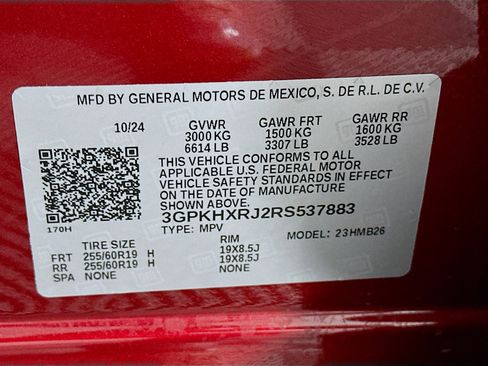 MFD BY GENERAL MOTORS DE MEXICO, S. DE R.L. DE C.V.
10/24 GVWR GAWR FRT GAWR RR
3000 KG 1500 KG 1600 KG
6614 LB 3307 LB 3528 LB
THIS VEHICLE CONFORMS TO ALL
APPLICABLE U.S. FEDERAL MOTOR
VEHICLE SAFETY STANDARDS IN EFFECT
ON THE DATE OF MANUFACTURE
SHOWN ABOVE.
3GPKHXRJ2RS537883
170H TYPE: MPV MODEL: 23HMB26
TIRE SIZE RIM
FRT 255/60R19 H 19X8.5J
RR 255/60R19 H 19X8.5J
SPA NONE NONE